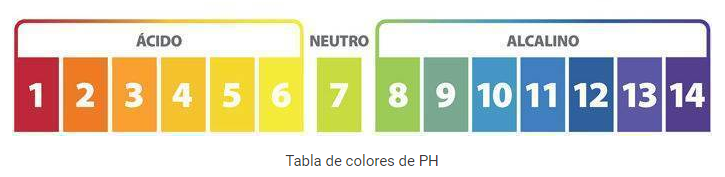 ÁCIDO NEUTRO ALCALINO
1 2 3 4 5 6 7 8 9 10 11 12 13 14
Tabla de colores de PH